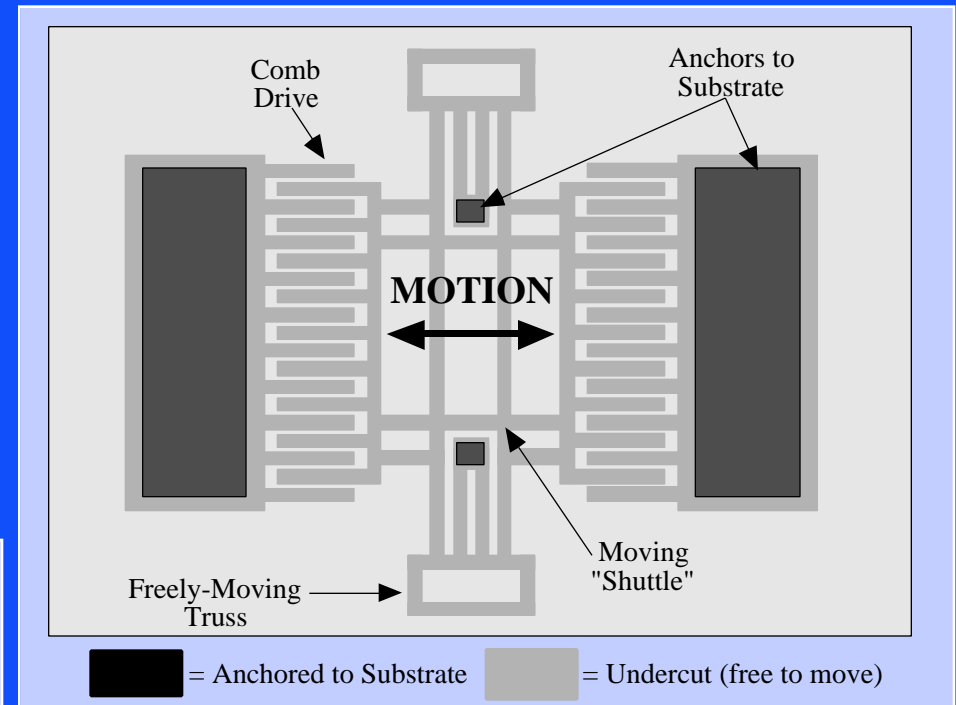 Comb
Drive
Anchors to
Substrate
MOTION
Moving
"Shuttle"
Freely-Moving
Truss
= Anchored to Substrate
= Undercut (free to move)